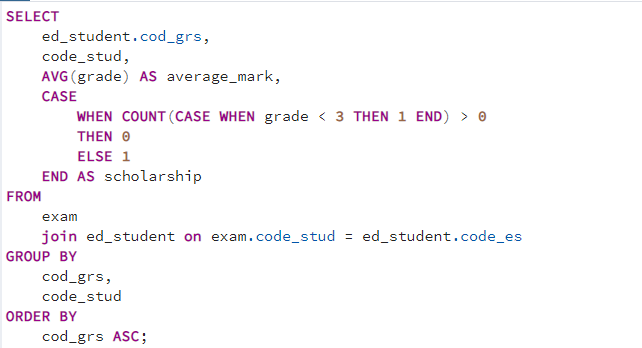 SELECT
ed_student.cod_grs,
code_stud,
AVG(grade) AS average_mark,
CASE
WHEN COUNT(CASE WHEN grade < 3 THEN 1 END) > 0
THEN 0
ELSE 1
END AS scholarship
FROM
exam
join ed_student on exam.code_stud = ed_student.code_es
GROUP BY
cod_grs,
code_stud
ORDER BY
cod_grs ASC;